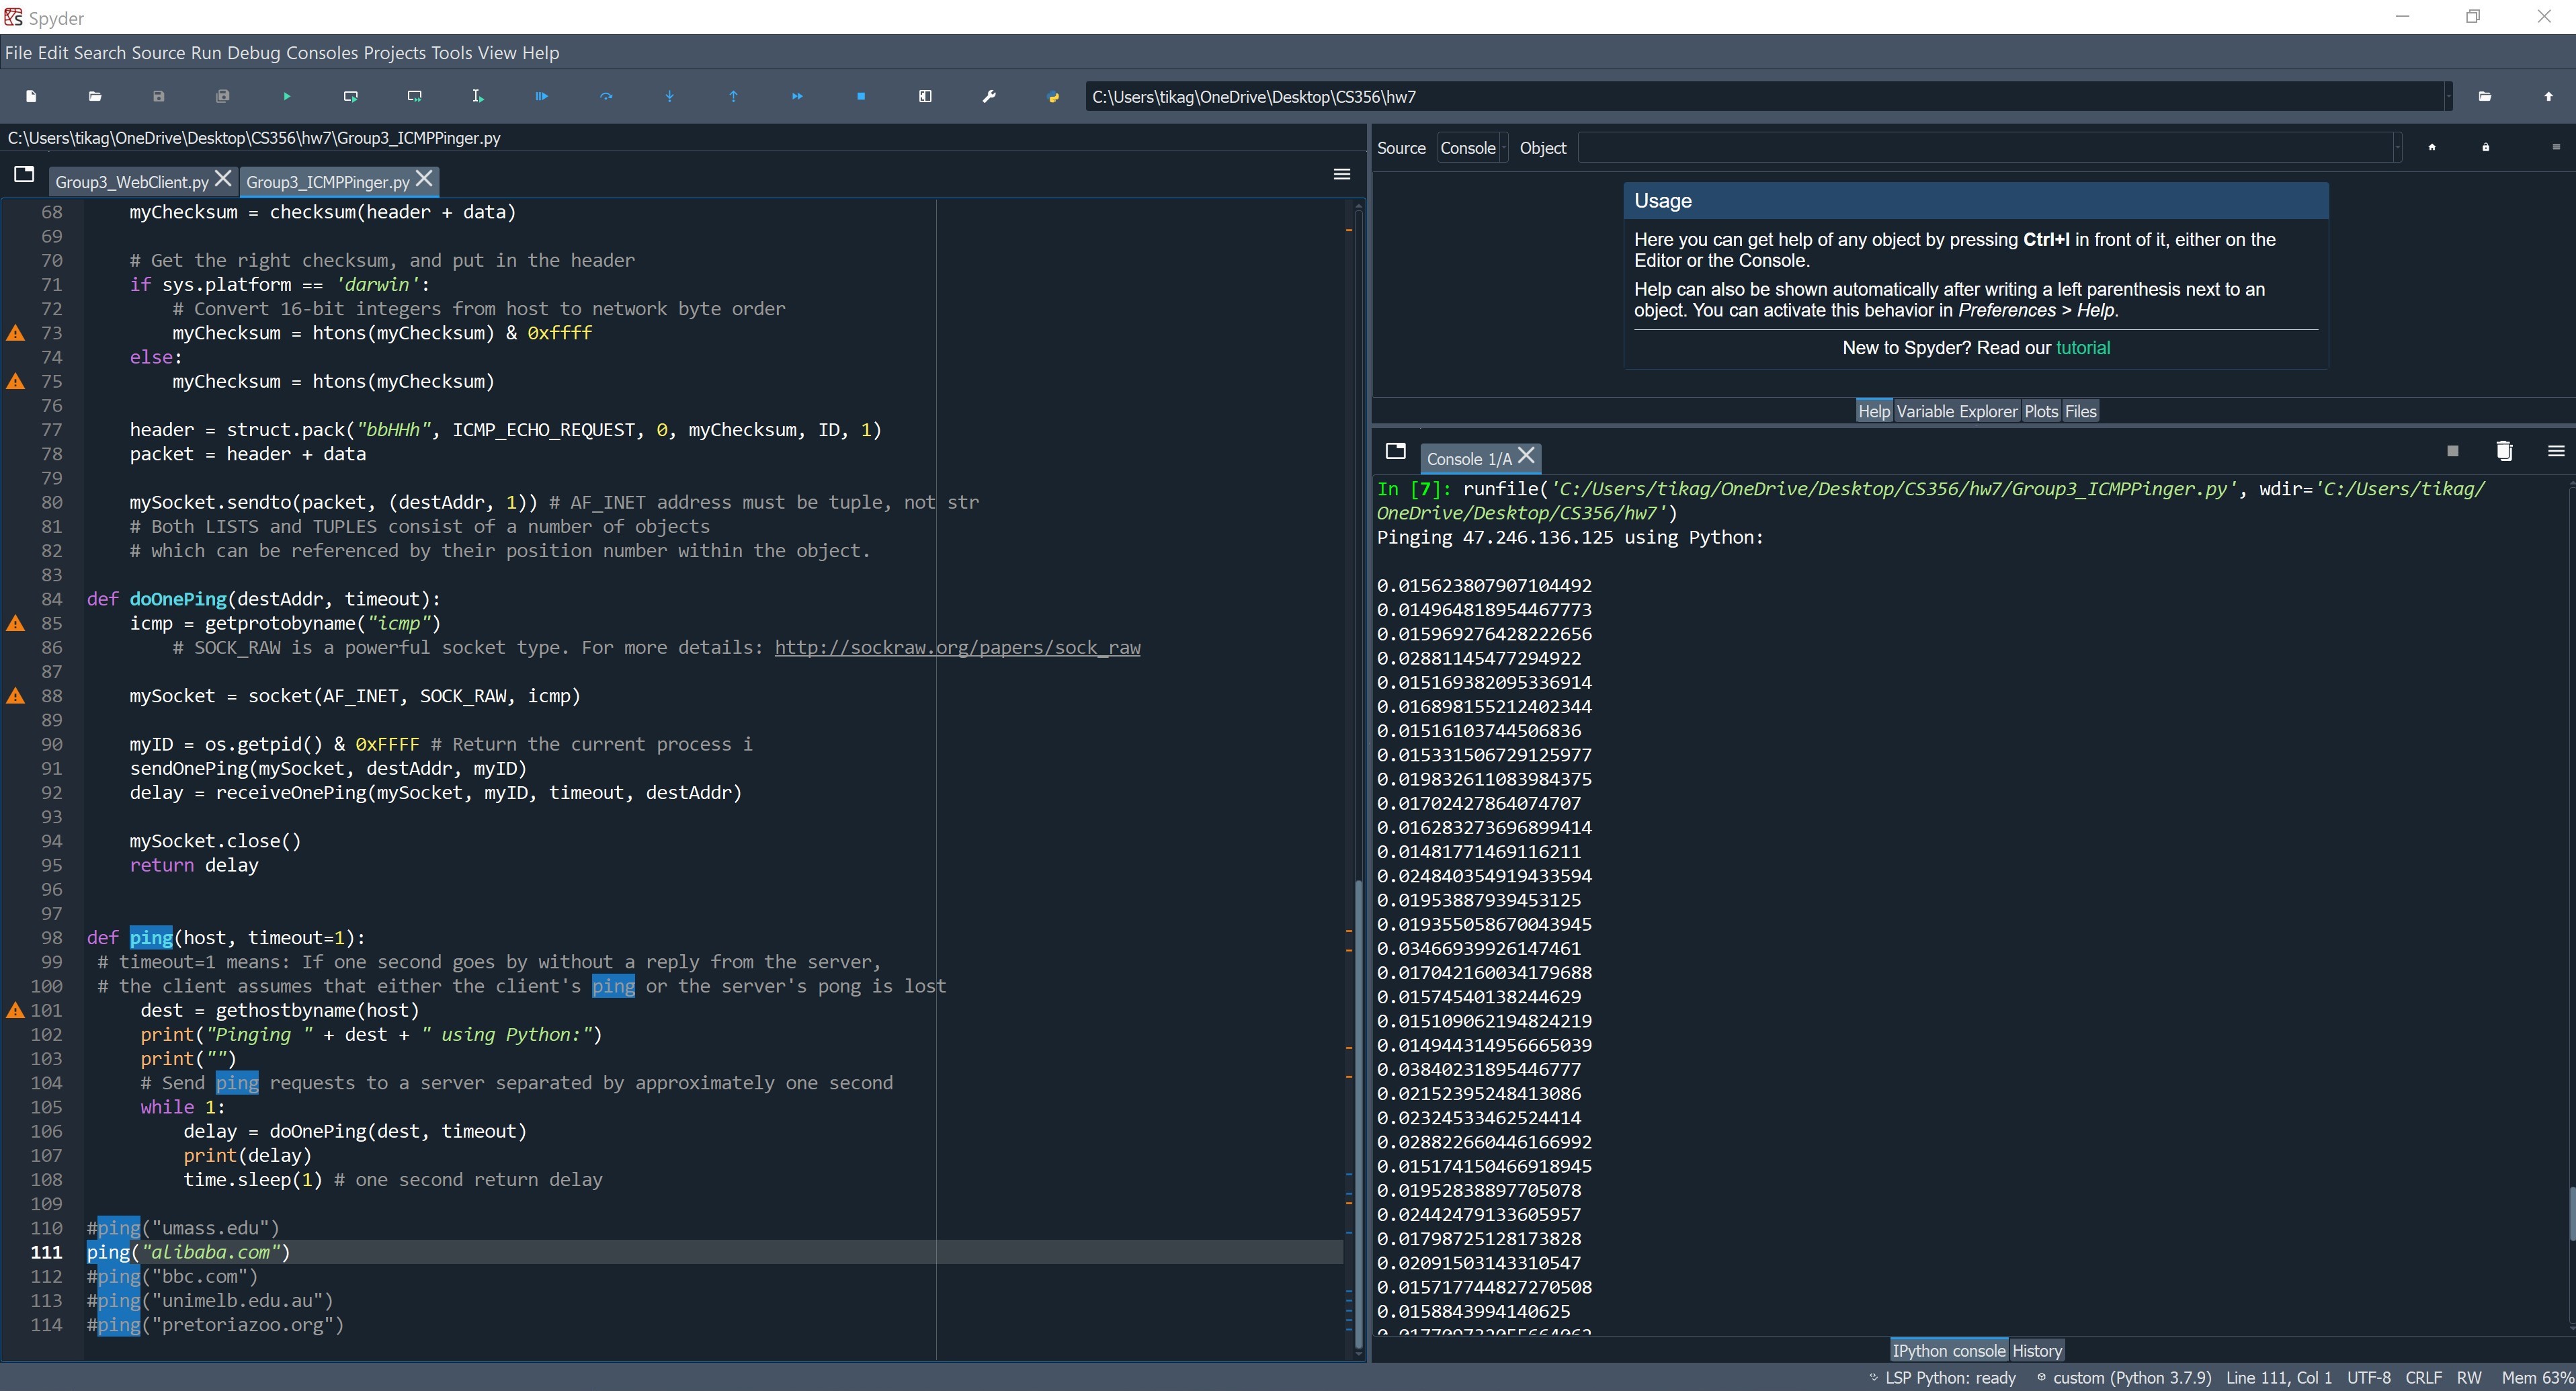 Spyder
File Edit Search Source Run Debug Consoles Projects Tools View Help
C:\Users\tikag\OneDrive\Desktop\CS356\hw7
C:\Users\tikag\OneDrive\Desktop\CS356\hw7\Group3_ICMPPinger.py
Group3_WebClient.py Group3_ICMPPinger.py
68 myChecksum = checksum(header + data)
69
70 # Get the right checksum, and put in the header
71 if sys.platform == 'darwin':
72 # Convert 16-bit integers from host to network byte order
73 myChecksum = htons(myChecksum) & 0xffff
74 else:
75 myChecksum = htons(myChecksum)
76
77 header = struct.pack("bbHHh", ICMP_ECHO_REQUEST, 0, myChecksum, ID, 1)
78 packet = header + data
79
80 mySocket.sendto(packet, (destAddr, 1)) # AF_INET address must be tuple, not str
81 # Both LISTS and TUPLES consist of a number of objects
82 # which can be referenced by their position number within the object.
83
84 def doOnePing(destAddr, timeout):
85 icmp = getprotobyname("icmp")
86 # SOCK_RAW is a powerful socket type. For more details: http://sockraw.org/papers/sock_raw
87
88 mySocket = socket(AF_INET, SOCK_RAW, icmp)
89
90 myID = os.getpid() & 0xFFFF # Return the current process i
91 sendOnePing(mySocket, destAddr, myID)
92 delay = receiveOnePing(mySocket, myID, timeout, destAddr)
93
94 mySocket.close()
95 return delay
96
97
98 def ping(host, timeout=1):
99 # timeout=1 means: If one second goes by without a reply from the server,
100 # the client assumes that either the client's ping or the server's pong is lost
101 dest = gethostbyname(host)
102 print("Pinging " + dest + " using Python:")
103 print("")
104 # Send ping requests to a server separated by approximately one second
105 while 1:
106 delay = doOnePing(dest, timeout)
107 print(delay)
108 time.sleep(1) # one second return delay
109
110 #ping("umass.edu")
111 ping("alibaba.com")
112 #ping("bbc.com")
113 #ping("unimelb.edu.au")
114 #ping("pretoriazoo.org")
Source Console Object
Usage
Here you can get help of any object by pressing Ctrl+I in front of it, either on the
Editor or the Console.
Help can also be shown automatically after writing a left parenthesis next to an
object. You can activate this behavior in Preferences > Help.
New to Spyder? Read our tutorial
Help Variable Explorer Plots Files
Console 1/A
In [7]: runfile('C:/Users/tikag/OneDrive/Desktop/CS356/hw7/Group3_ICMPPinger.py', wdir='C:/Users/tikag/
OneDrive/Desktop/CS356/hw7')
Pinging 47.246.136.125 using Python:
0.015623807907104492
0.014964818954467773
0.015969276428222656
0.02881145477294922
0.015169382095336914
0.016898155212402344
0.01516103744506836
0.015331506729125977
0.019832611083984375
0.01702427864074707
0.016283273696899414
0.01481771469116211
0.024840354919433594
0.01953887939453125
0.019355058670043945
0.03466939926147461
0.017042160034179688
0.01574540138244629
0.015109062194824219
0.014944314956665039
0.03840231895446777
0.02152395248413086
0.02324533462524414
0.028822660446166992
0.015174150466918945
0.01952838897705078
0.02442479133605957
0.01798725128173828
0.02091503143310547
0.015717744827270508
0.0158843994140625
IPython console History
LSP Python: ready custom (Python 3.7.9) Line 111, Col 1 UTF-8 CRLF RW Mem 63%